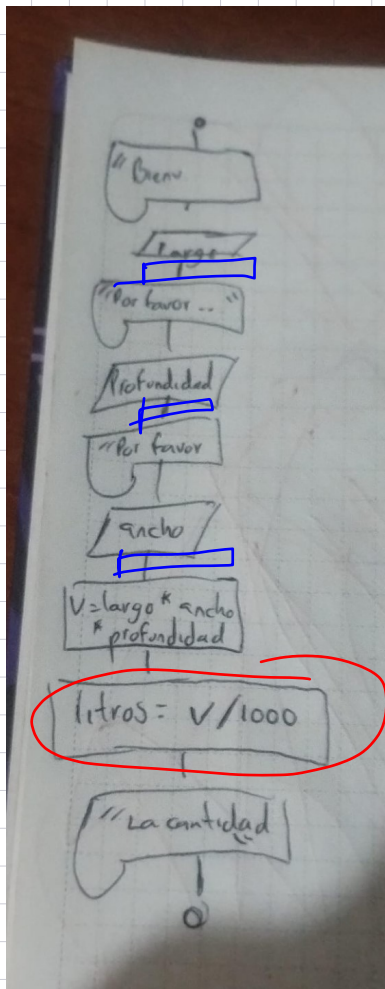 "Bienv
Largo
"Por favor.."
Profundidad
"Por favor
ancho
V=largo * ancho
* profundidad
litros= V/1000
"La cantidad